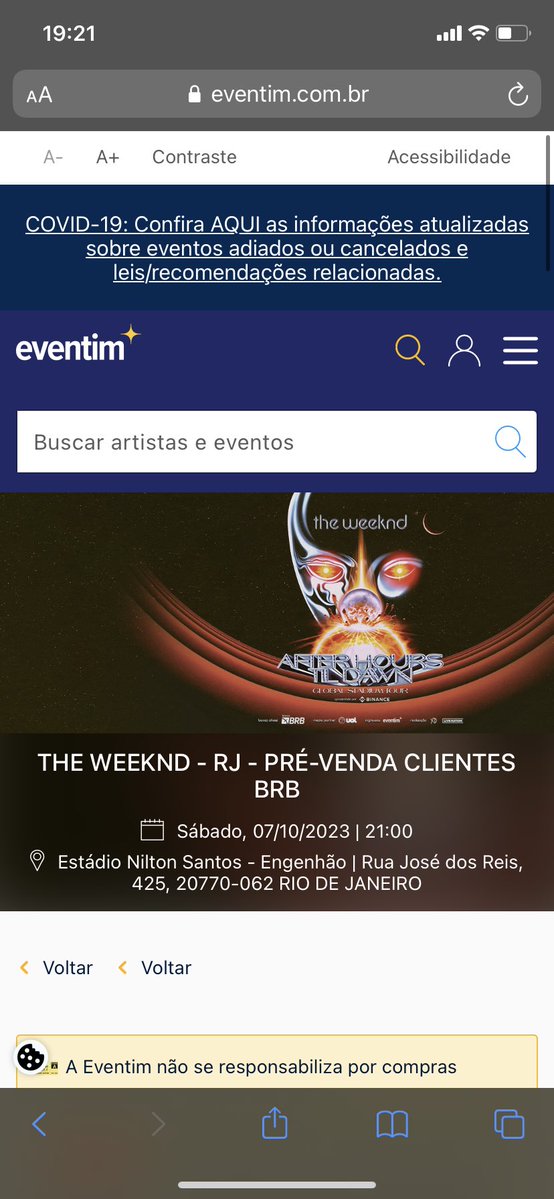 19:21
AA eventim.com.br
A- A+ Contraste Acessibilidade
COVID-19: Confira AQUI as informações atualizadas
sobre eventos adiados ou cancelados e
leis/recomendações relacionadas.
eventim
Buscar artistas e eventos
the weeknd
AFTER HOURS
TIL DAWN
GLOBAL STADIUM TOUR
BINANCE
BRB uol eventim
THE WEEKND - RJ - PRÉ-VENDA CLIENTES
BRB
Sábado, 07/10/2023 | 21:00
Estádio Nilton Santos - Engenhão | Rua José dos Reis,
425, 20770-062 RIO DE JANEIRO
Voltar Voltar
A Eventim não se responsabiliza por compras